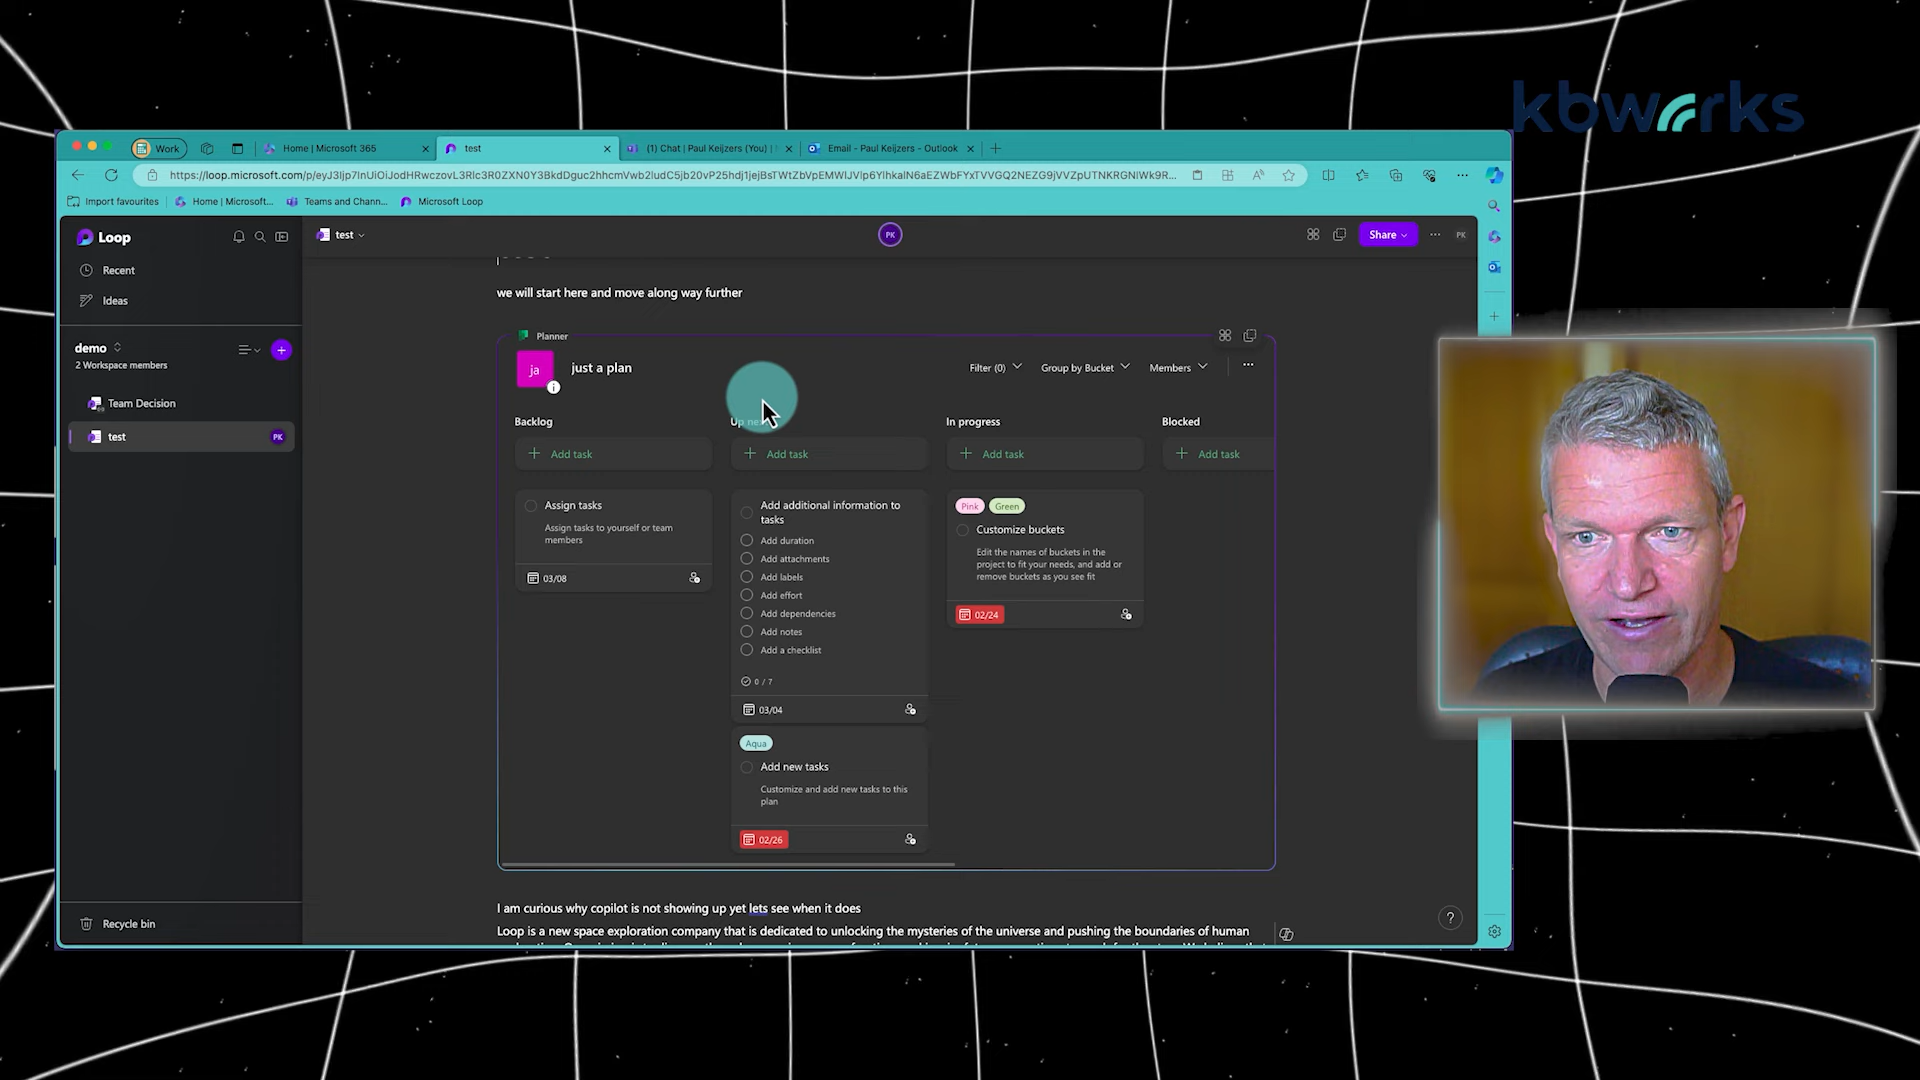 kbworks
Work
Home | Microsoft 365
test
(1) Chat | Paul Keijzers (You) |
Email - Paul Keijzers - Outlook
Import favourites
Home | Microsoft...
Teams and Chann...
Microsoft Loop
Loop
Recent
Ideas
demo
2 Workspace members
Team Decision
test
PK
Recycle bin
test
PK
Share
PK
we will start here and move along way further
Planner
ja
just a plan
Filter (0)
Group by Bucket
Members
Backlog
Add task
Assign tasks
Assign tasks to yourself or team
members
03/08
Up next
Add task
Add additional information to
tasks
Add duration
Add attachments
Add labels
Add effort
Add dependencies
Add notes
Add a checklist
0 / 7
03/04
Aqua
Add new tasks
Customize and add new tasks to this
plan
02/26
In progress
Add task
Pink
Green
Customize buckets
Edit the names of buckets in the
project to fit your needs, and add or
remove buckets as you see fit
02/24
Blocked
Add task
I am curious why copilot is not showing up yet lets see when it does
Loop is a new space exploration company that is dedicated to unlocking the mysteries of the universe and pushing the boundaries of human